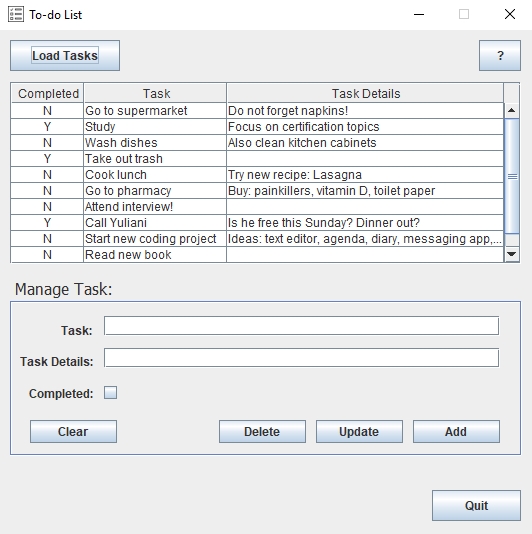 To-do List
Load Tasks ?
Completed Task Task Details
N Go to supermarket Do not forget napkins!
Y Study Focus on certification topics
N Wash dishes Also clean kitchen cabinets
Y Take out trash
N Cook lunch Try new recipe: Lasagna
N Go to pharmacy Buy: painkillers, vitamin D, toilet paper
N Attend interview!
Y Call Yuliani Is he free this Sunday? Dinner out?
N Start new coding project Ideas: text editor, agenda, diary, messaging app,...
N Read new book
Manage Task:
Task:
Task Details:
Completed:
Clear Delete Update Add
Quit